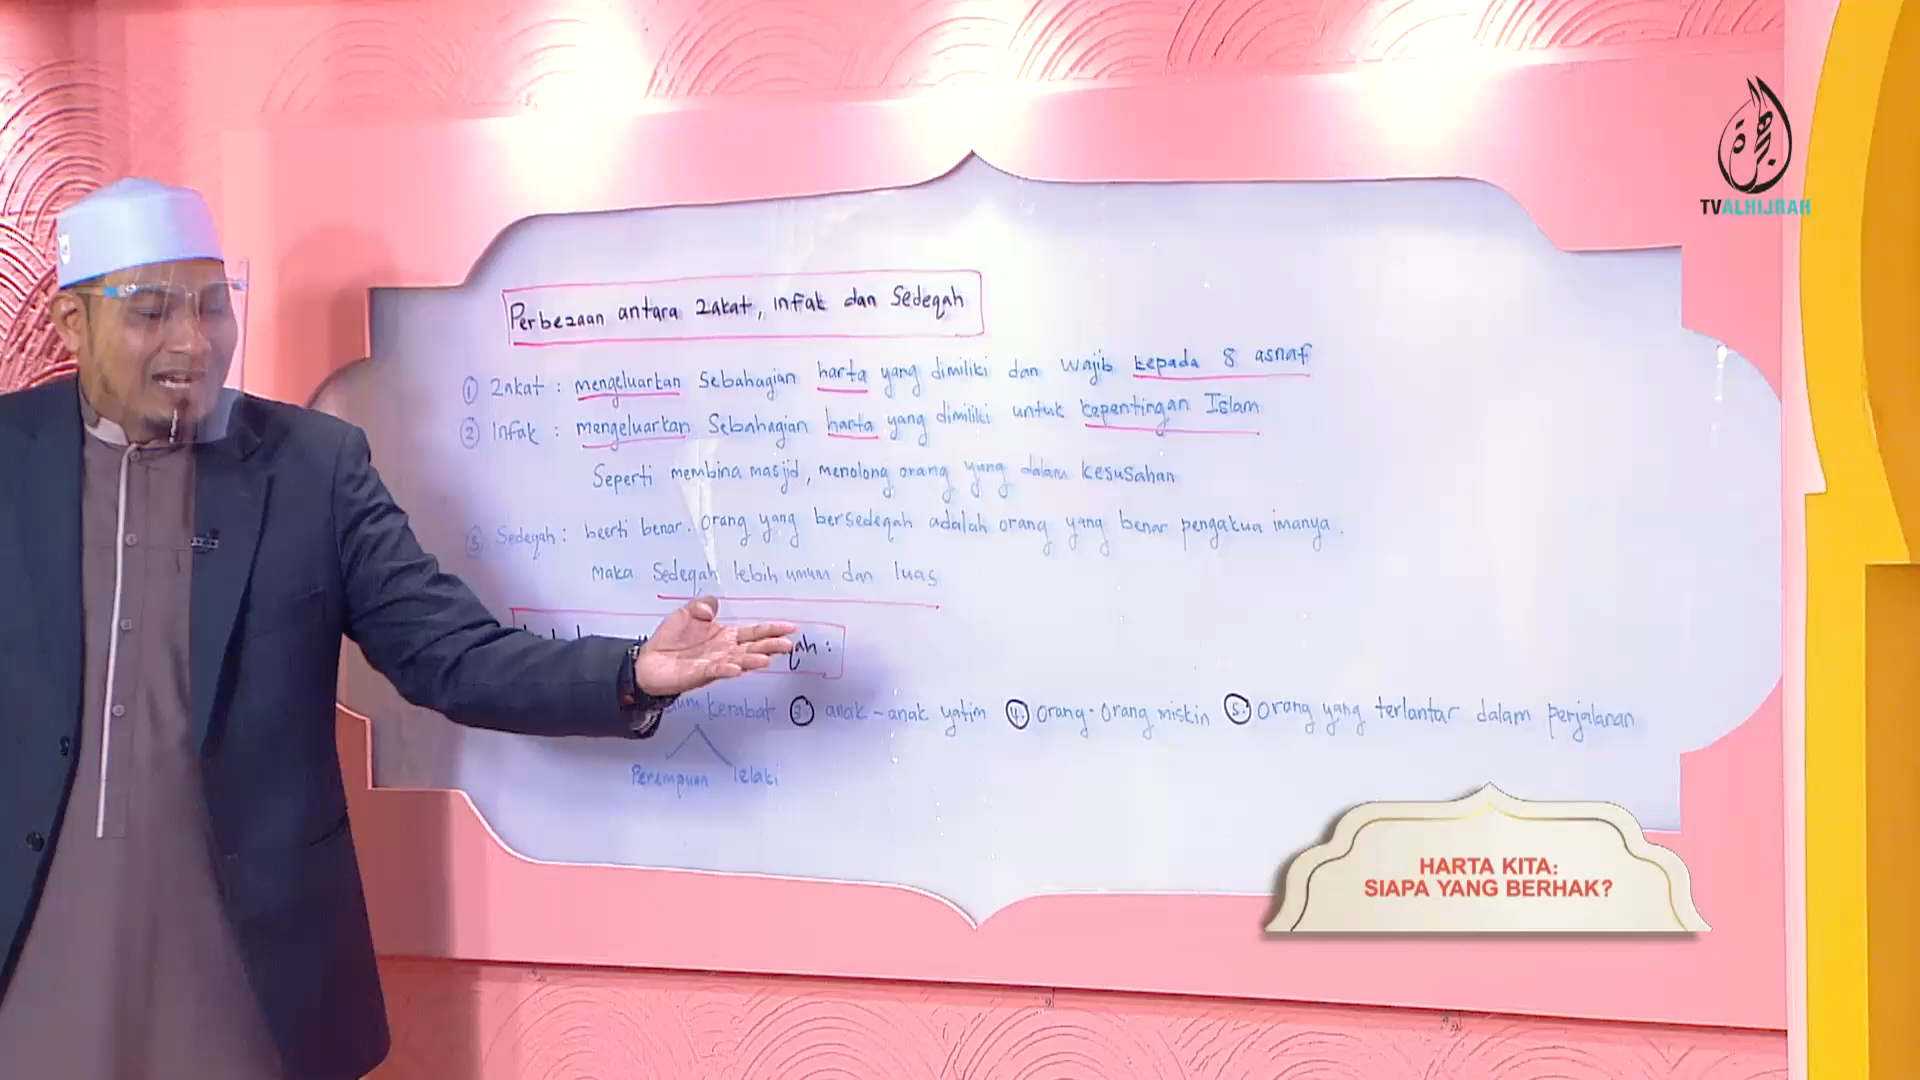 هجرة
TVALHIJRAH
Perbezaan antara Zakat, infak dan Sedeqah
① Zakat : mengeluarkan Sebahagian harta yang dimiliki dan wajib kepada 8 asnaf
② Infak : mengeluarkan Sebahagian harta yang dimiliki untuk kepentingan Islam
Seperti membina masjid, menolong orang yang dalam kesusahan
③ Sedeqah : beerti benar. Orang yang bersedeqah adalah orang yang benar pengakua imanya.
Maka Sedeqah lebih umum dan luas
qah :
kerabat ③ anak-anak yatim ④ orang-orang miskin ⑤ orang yang terlantar dalam perjalanan
Perempuan lelaki
HARTA KITA:
SIAPA YANG BERHAK?